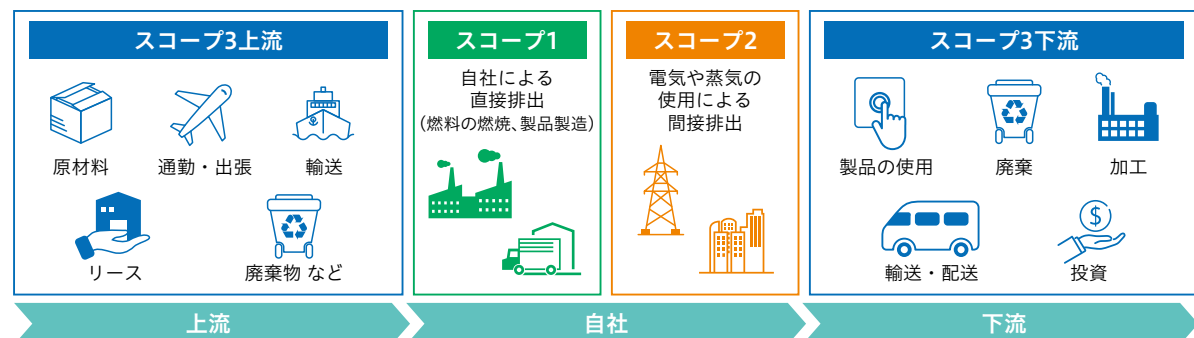 スコープ3上流
原材料
通勤・出張
輸送
リース
廃棄物 など
スコープ1
自社による
直接排出
(燃料の燃焼、製品製造)
スコープ2
電気や蒸気の
使用による
間接排出
スコープ3下流
製品の使用
廃棄
加工
輸送・配送
$
投資
上流
自社
下流